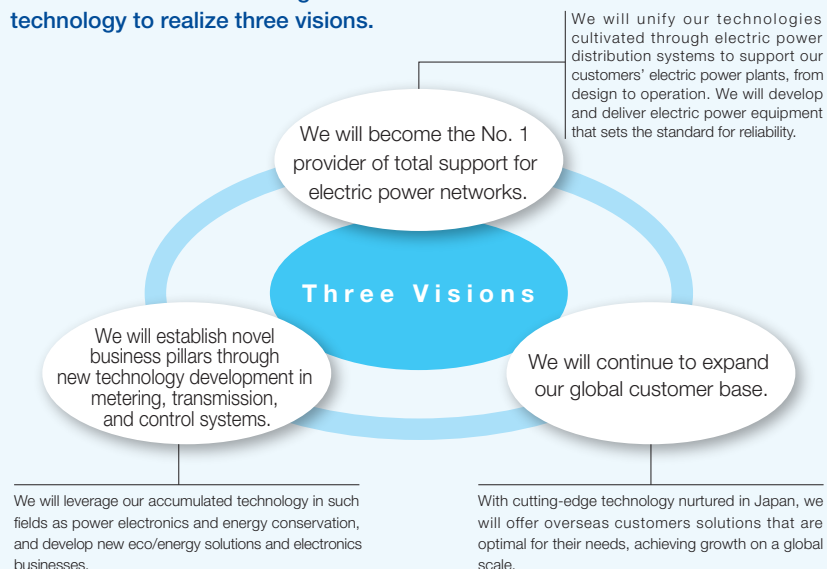 technology to realize three visions.
We will unify our technologies
cultivated through electric power
distribution systems to support our
customers’ electric power plants, from
design to operation. We will develop
and deliver electric power equipment
that sets the standard for reliability.
We will become the No. 1
provider of total support for
electric power networks.
Three Visions
We will establish novel
business pillars through
new technology development in
metering, transmission,
and control systems.
We will continue to expand
our global customer base.
We will leverage our accumulated technology in such
fields as power electronics and energy conservation,
and develop new eco/energy solutions and electronics
businesses.
With cutting-edge technology nurtured in Japan, we
will offer overseas customers solutions that are
optimal for their needs, achieving growth on a global
scale.